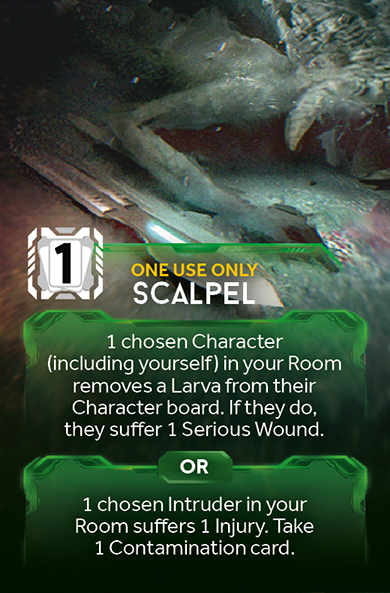 1
ONE USE ONLY
SCALPEL
1 chosen Character
(including yourself) in your Room
removes a Larva from their
Character board. If they do,
they suffer 1 Serious Wound.
OR
1 chosen Intruder in your
Room suffers 1 Injury. Take
1 Contamination card.